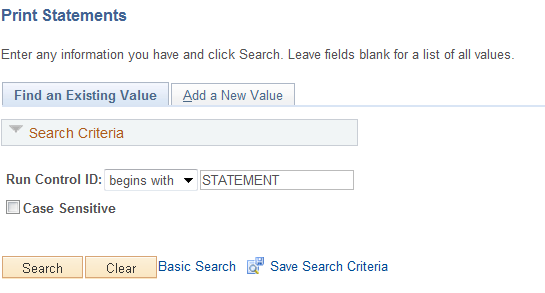 Print Statements
Enter any information you have and click Search. Leave fields blank for a list of all values.
Find an Existing Value Add a New Value
Search Criteria
Run Control ID: begins with STATEMENT
Case Sensitive
Search Clear Basic Search Save Search Criteria